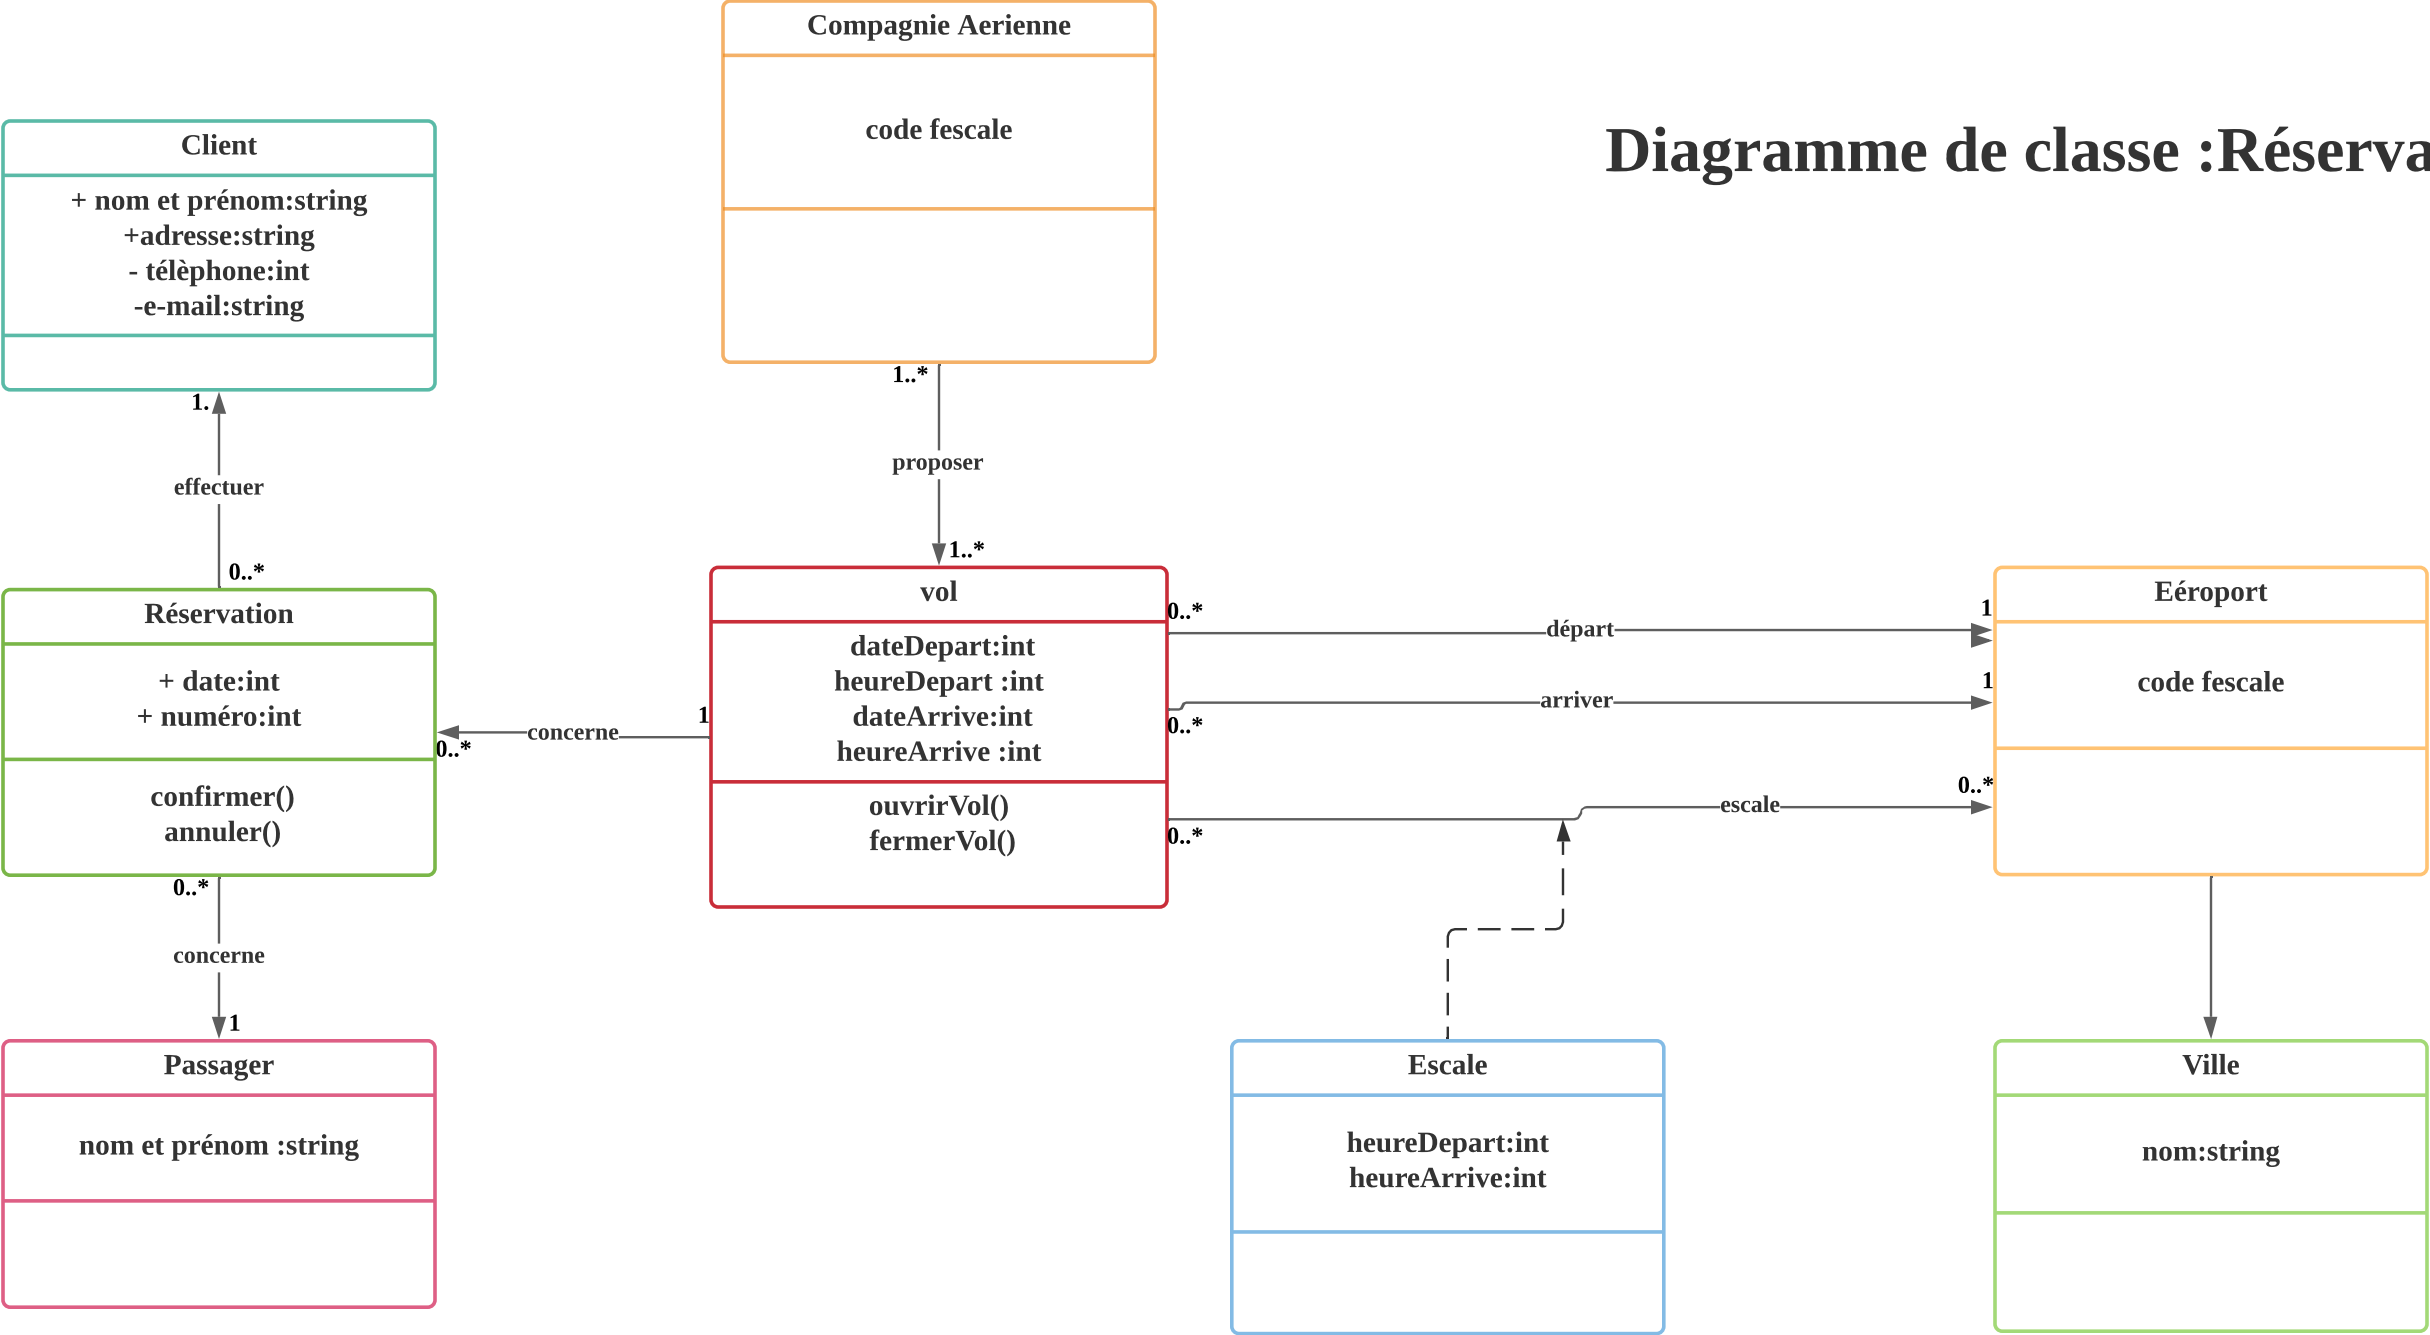 Compagnie Aerienne
code fescale
Diagramme de classe :Réserva
Client
+ nom et prénom:string
+adresse:string
- télèphone:int
-e-mail:string
1.
effectuer
0..*
1..*
proposer
1..*
Réservation
+ date:int
+ numéro:int
confirmer()
annuler()
1
concerne
0..*
vol
dateDepart:int
heureDepart :int
dateArrive:int
heureArrive :int
ouvrirVol()
fermerVol()
0..*
départ
1
0..*
arriver
1
0..*
escale
0..*
Eéroport
code fescale
0..*
concerne
1
Passager
nom et prénom :string
Escale
heureDepart:int
heureArrive:int
Ville
nom:string